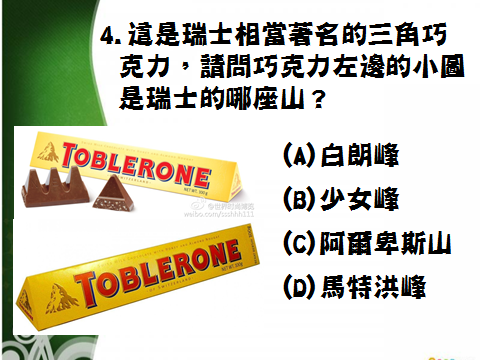 4.這是瑞士相當著名的三角巧
克力，請問巧克力左邊的小圖
是瑞士的哪座山？
(A)白朗峰
(B)少女峰
(C)阿爾卑斯山
(D)馬特洪峰
TOBLERONE
TOBLERONE